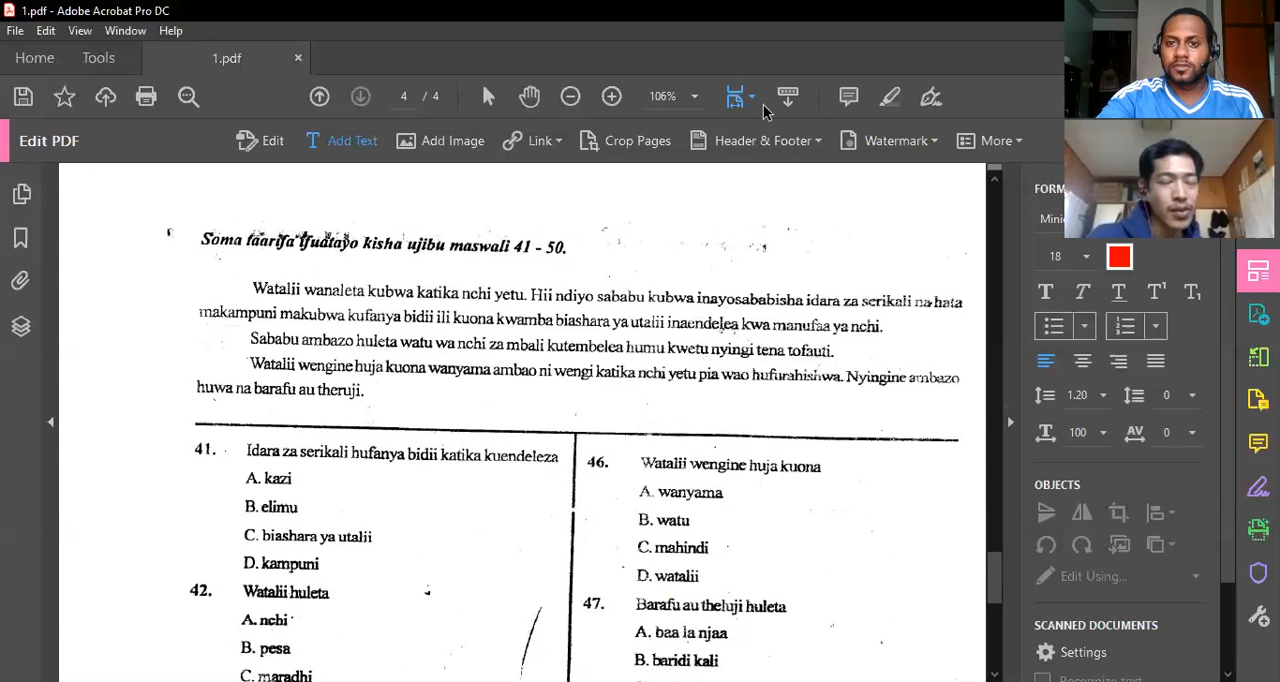 1.pdf - Adobe Acrobat Pro DC
File Edit View Window Help
Home Tools 1.pdf
4 / 4 106%
Edit PDF Edit Add Text Add Image Link Crop Pages Header & Footer Watermark More
Soma taarifa ifuatayo kisha ujibu maswali 41 - 50.
Watalii wanaleta kubwa katika nchi yetu. Hii ndiyo sababu kubwa inayosababisha idara za serikali na hata
makampuni makubwa kufanya bidii ili kuona kwamba biashara ya utalii inaendelea kwa manufaa ya nchi.
Sababu ambazo huleta watu wa nchi za mbali kutembelea humu kwetu nyingi tena tofauti.
Watalii wengine huja kuona wanyama ambao ni wengi katika nchi yetu pia wao hufurahishwa. Nyingine ambazo
huwa na barafu au theruji.
41. Idara za serikali hufanya bidii katika kuendeleza
A. kazi
B. elimu
C. biashara ya utalii
D. kampuni
42. Watalii huleta
A. nchi
B. pesa
C. maradhi
46. Watalii wengine huja kuona
A. wanyama
B. watu
C. mahindi
D. watalii
47. Barafu au theluji huleta
A. baa la njaa
B. baridi kali
FORM
Mini
18
1.20 0
100 0
OBJECTS
Edit Using...
SCANNED DOCUMENTS
Settings
Recognize text